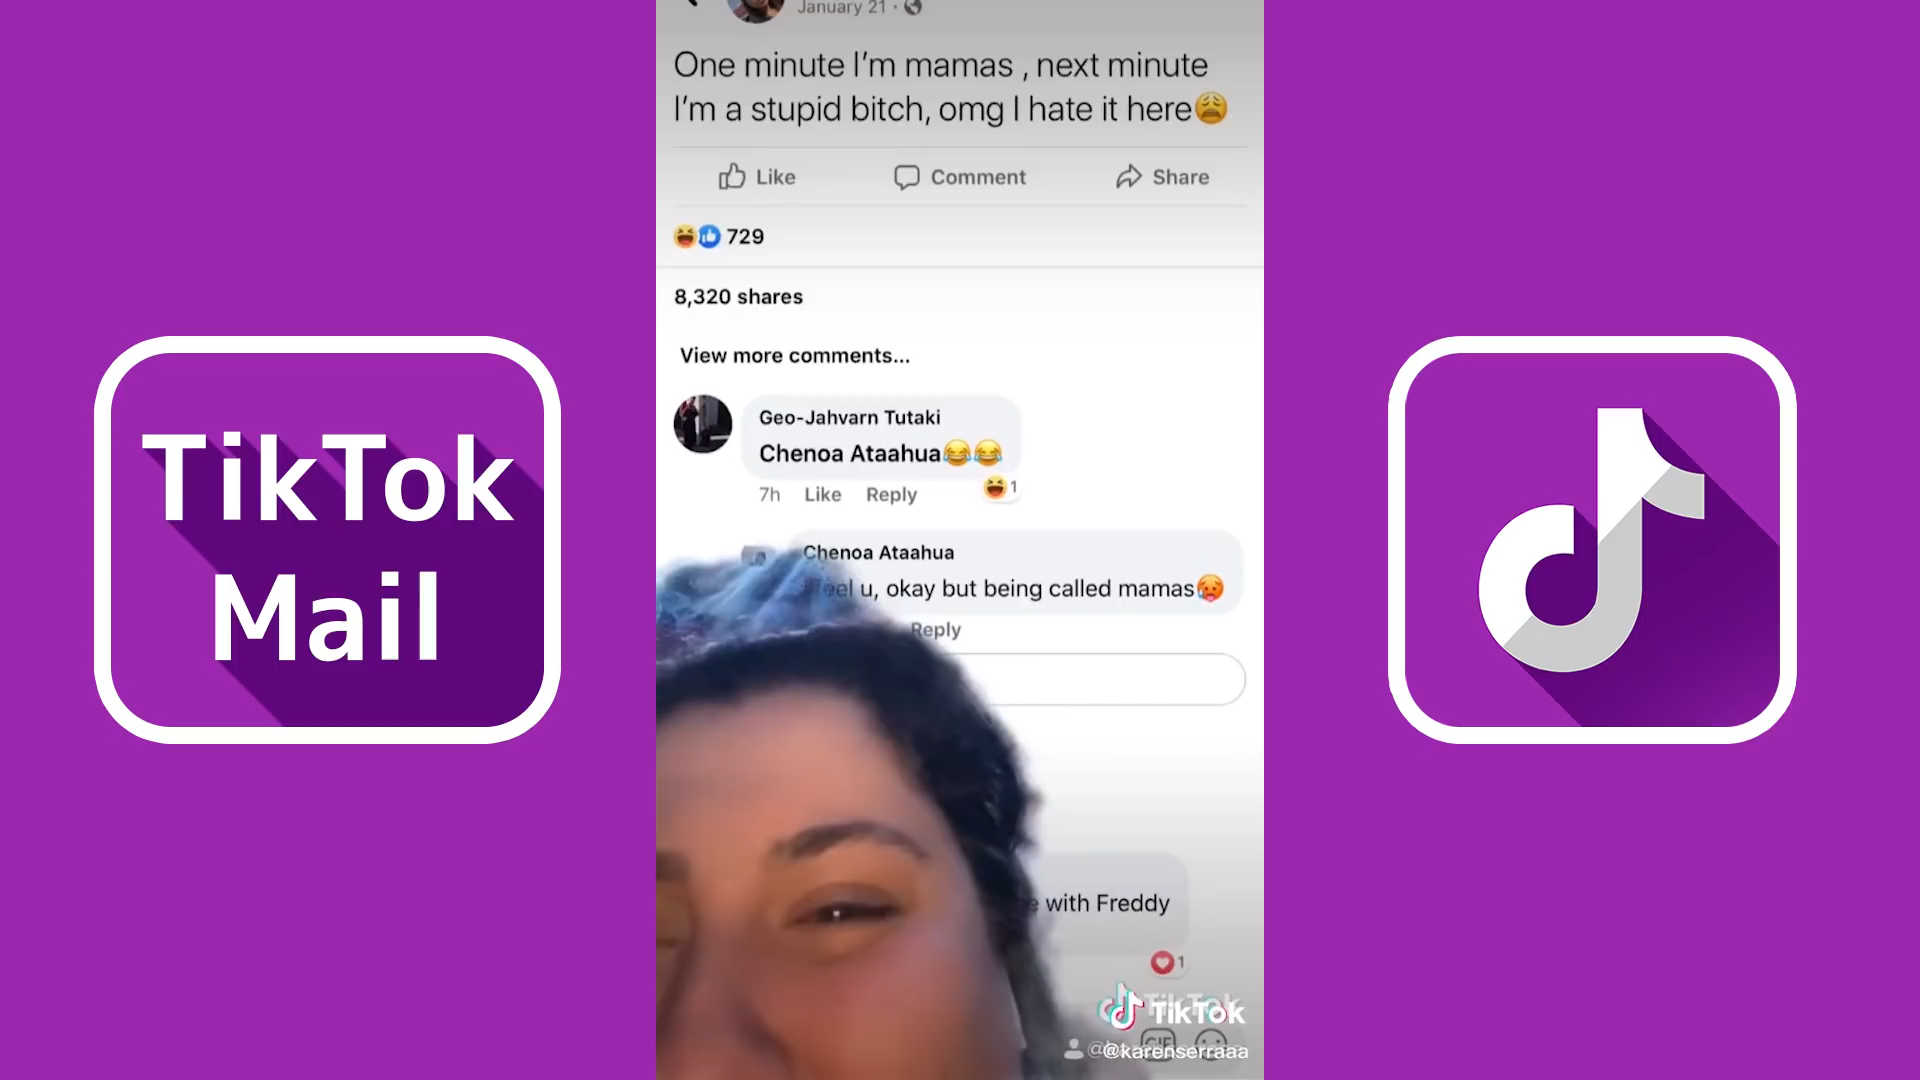 January 21 ·
One minute I’m mamas , next minute
I’m a stupid bitch, omg I hate it here😩
Like Comment Share
729
8,320 shares
View more comments...
Geo-Jahvarn Tutaki
Chenoa Ataahua😂😂
7h Like Reply 1
Chenoa Ataahua
u, okay but being called mamas🥵
Reply
with Freddy
1
TikTok
GIF
@karenserraaa
TikTok
Mail